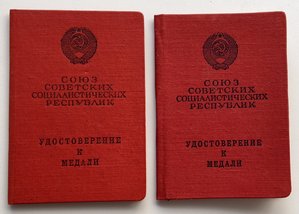 СОЮЗ
СОВЕТСКИХ
СОЦИАЛИСТИЧЕСКИХ
РЕСПУБЛИК
УДОСТОВЕРЕНИЕ
К
МЕДАЛИ
СОЮЗ
СОВЕТСКИХ
СОЦИАЛИСТИЧЕСКИХ
РЕСПУБЛИК
УДОСТОВЕРЕНИЕ
К
МЕДАЛИ